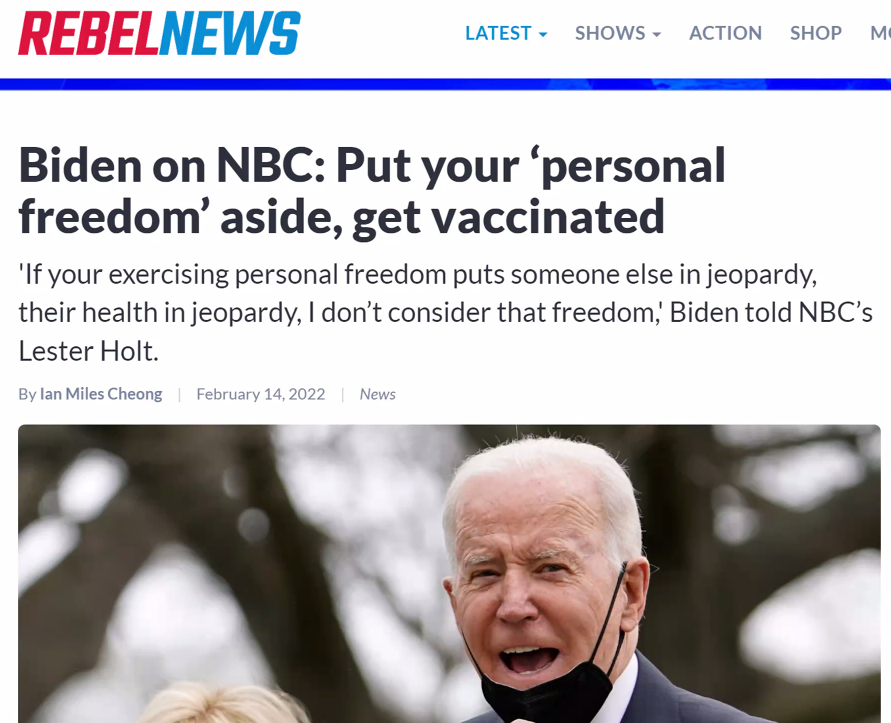 REBELNEWS
LATEST SHOWS ACTION SHOP
Biden on NBC: Put your ‘personal
freedom’ aside, get vaccinated
'If your exercising personal freedom puts someone else in jeopardy,
their health in jeopardy, I don’t consider that freedom,' Biden told NBC’s
Lester Holt.
By Ian Miles Cheong | February 14, 2022 | News